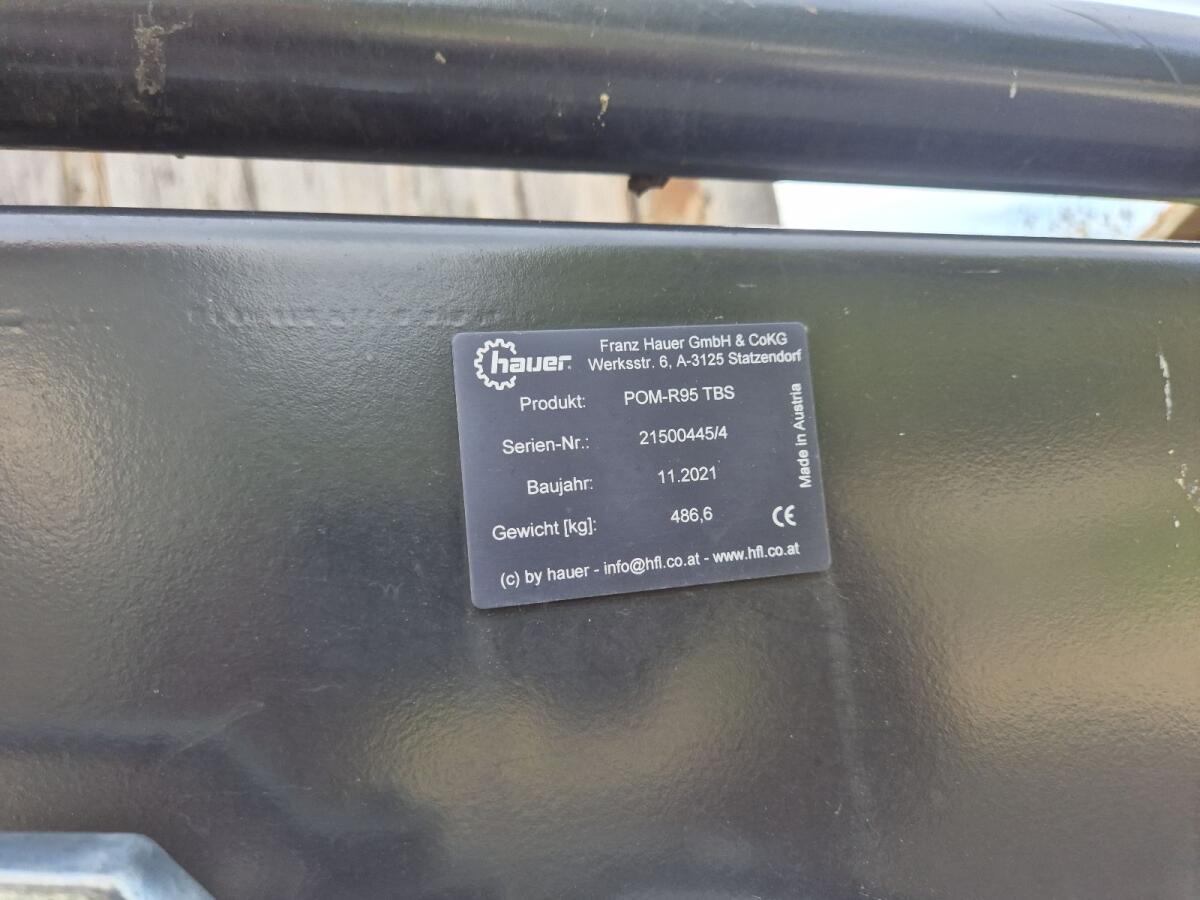 hauer®
Franz Hauer GmbH & CoKG
Werksstr. 6, A-3125 Statzendorf
Produkt: POM-R95 TBS
Serien-Nr.: 21500445/4
Baujahr: 11.2021
Gewicht [kg]: 486,6
Made in Austria
CE
(c) by hauer - info@hfl.co.at - www.hfl.co.at